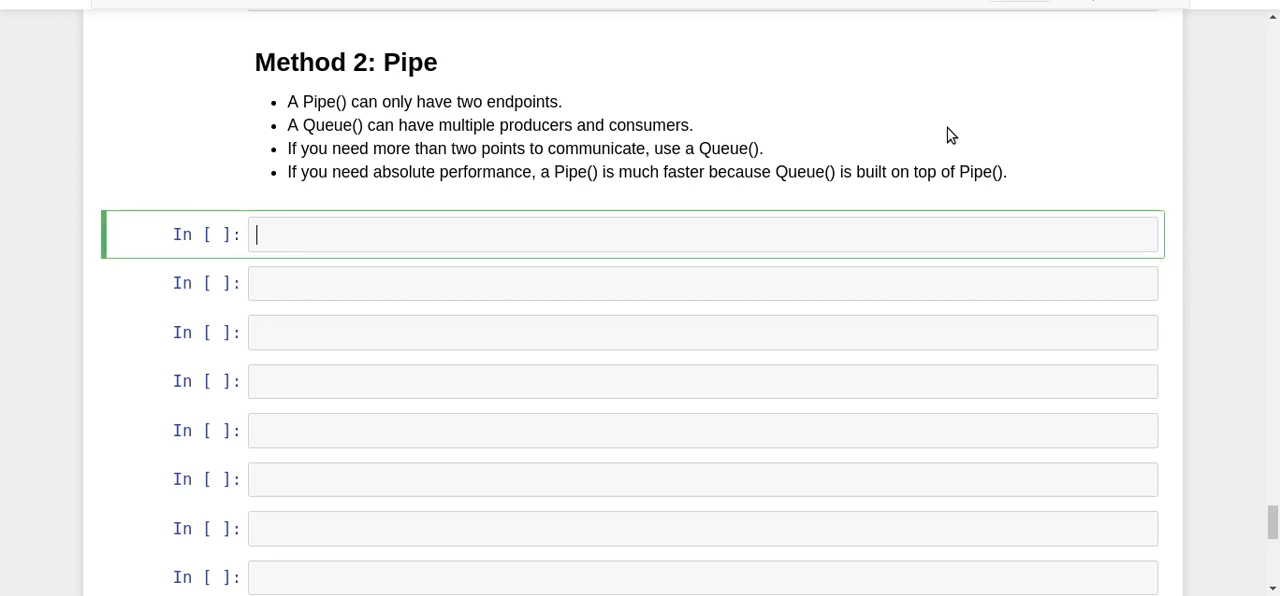 Method 2: Pipe
• A Pipe() can only have two endpoints.
• A Queue() can have multiple producers and consumers.
• If you need more than two points to communicate, use a Queue().
• If you need absolute performance, a Pipe() is much faster because Queue() is built on top of Pipe().
In [ ]:
In [ ]:
In [ ]:
In [ ]:
In [ ]:
In [ ]:
In [ ]:
In [ ]: